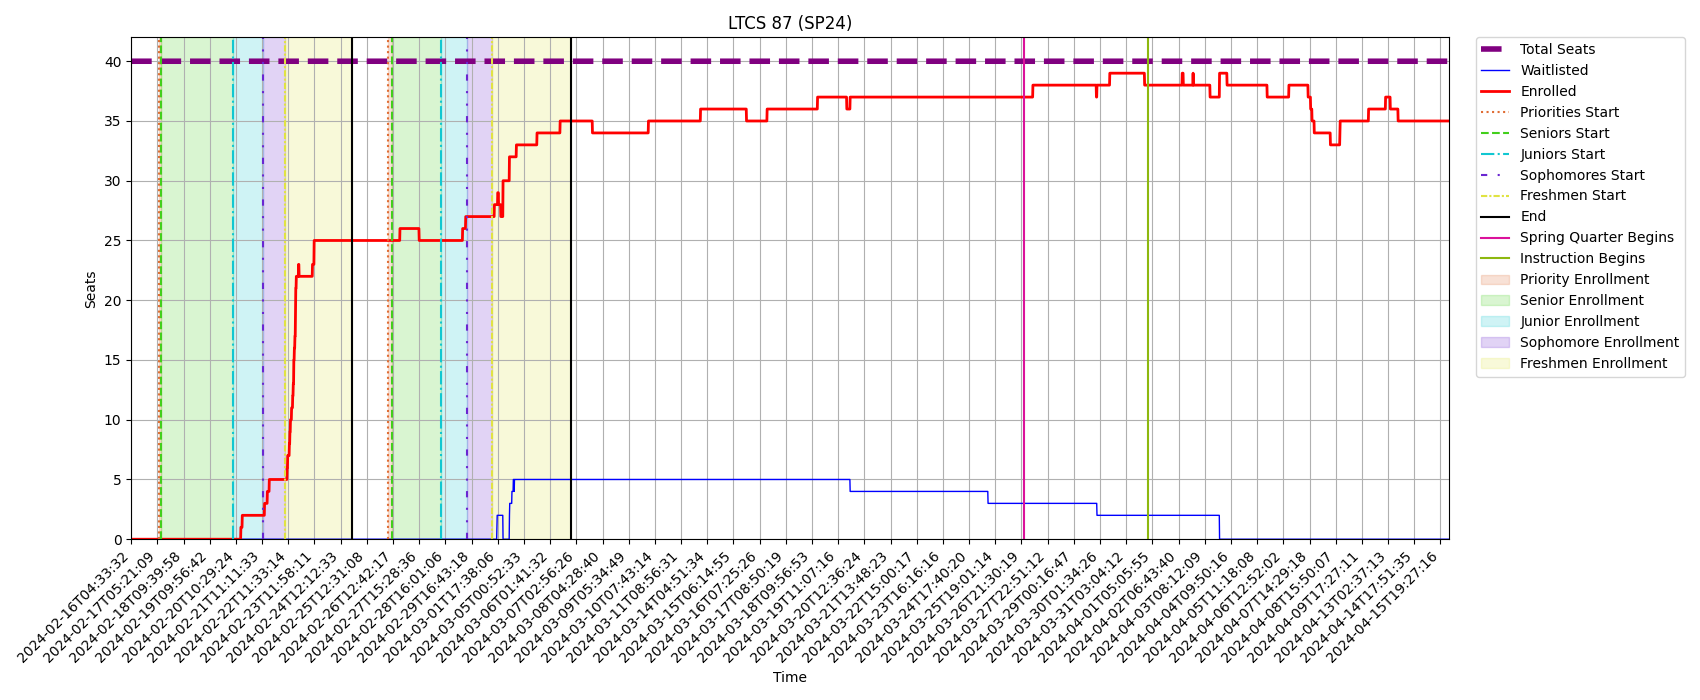 LTCS 87 (SP24)
Seats
40
35
30
25
20
15
10
5
0
2024-02-16T04:33:32
2024-02-17T05:21:09
2024-02-18T09:39:58
2024-02-19T09:56:42
2024-02-20T10:29:24
2024-02-21T11:11:33
2024-02-22T11:33:14
2024-02-23T11:58:11
2024-02-24T12:12:33
2024-02-25T12:31:08
2024-02-26T12:42:17
2024-02-27T15:28:36
2024-02-28T16:01:06
2024-02-29T16:43:18
2024-03-01T17:38:06
2024-03-05T00:52:33
2024-03-06T01:41:32
2024-03-07T02:56:26
2024-03-08T04:28:40
2024-03-09T05:34:49
2024-03-10T07:43:14
2024-03-11T08:56:31
2024-03-14T04:51:34
2024-03-15T06:14:55
2024-03-16T07:25:26
2024-03-17T08:50:19
2024-03-18T09:56:53
2024-03-19T11:07:16
2024-03-20T12:36:24
2024-03-21T13:48:23
2024-03-22T15:00:17
2024-03-23T16:16:16
2024-03-24T17:40:20
2024-03-25T19:01:14
2024-03-26T21:30:19
2024-03-27T22:51:12
2024-03-29T00:16:47
2024-03-30T01:34:26
2024-03-31T03:04:12
2024-04-01T05:05:55
2024-04-02T06:43:40
2024-04-03T08:12:09
2024-04-04T09:50:16
2024-04-05T11:18:08
2024-04-06T12:52:02
2024-04-07T14:29:18
2024-04-08T15:50:07
2024-04-09T17:27:11
2024-04-13T02:37:13
2024-04-14T17:51:35
2024-04-15T19:27:16
Time
Total Seats
Waitlisted
Enrolled
Priorities Start
Seniors Start
Juniors Start
Sophomores Start
Freshmen Start
End
Spring Quarter Begins
Instruction Begins
Priority Enrollment
Senior Enrollment
Junior Enrollment
Sophomore Enrollment
Freshmen Enrollment